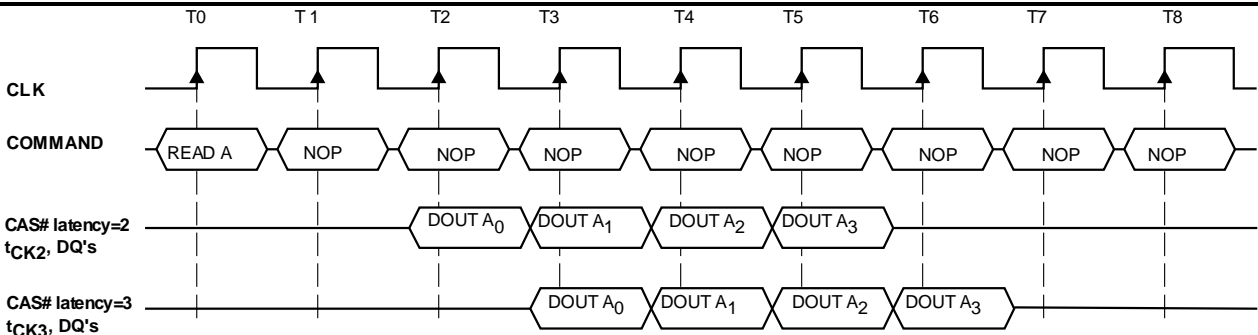 T0 T 1 T2 T3 T4 T5 T6 T7 T8
CLK
COMMAND READ A NOP NOP NOP NOP NOP NOP NOP NOP
CAS# latency=2 DOUT A0 DOUT A1 DOUT A2 DOUT A3
tCK2, DQ's
CAS# latency=3 DOUT A0 DOUT A1 DOUT A2 DOUT A3
tCK3, DQ's